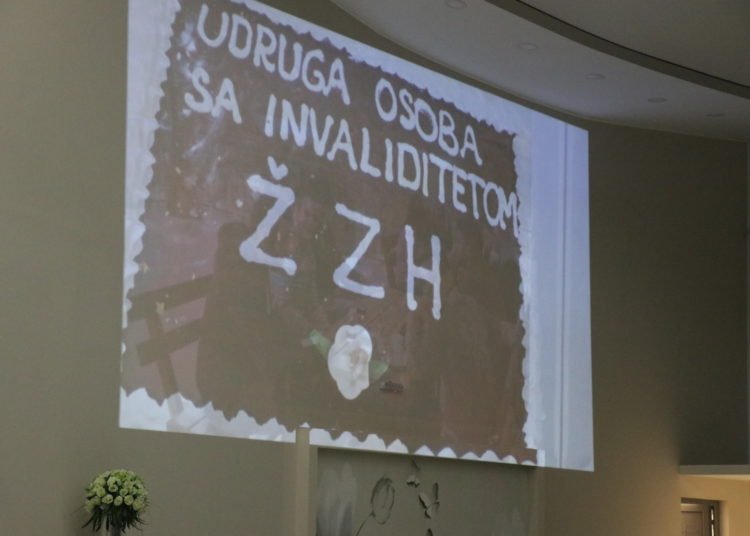 UDRUGA OSOBA
SA INVALIDITETOM
ŽZH